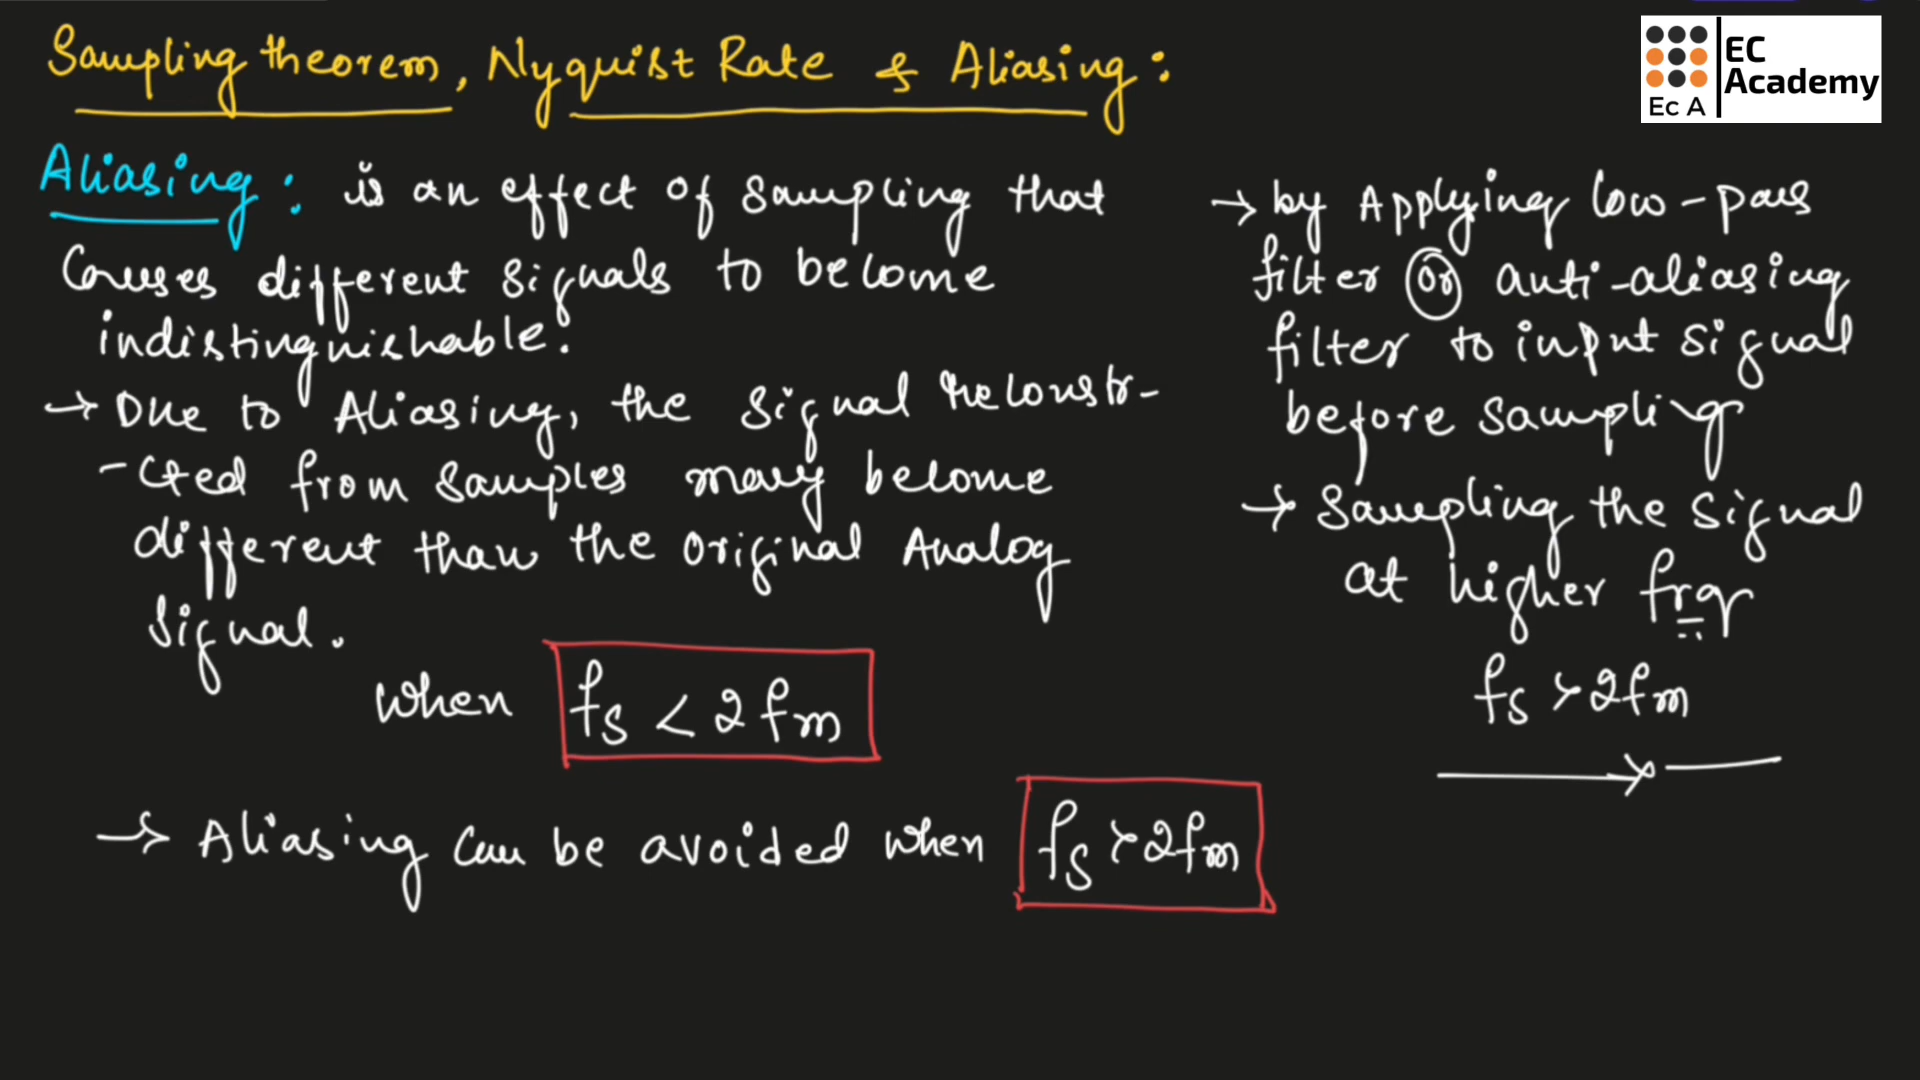 Sampling theorem, Nyquist Rate & Aliasing:
EC
Academy
Ec A
Aliasing: is an effect of sampling that
Causes different signals to become
indistinguishable.
→ Due to Aliasing, the signal reconstr-
-cted from samples may become
different than the original Analog
signal.
when fs < 2fm
→ Aliasing can be avoided when fs > 2fm
→ by Applying low-pass
filter or anti-aliasing
filter to input signal
before sampling
→ Sampling the signal
at higher frqr
fs > 2fm